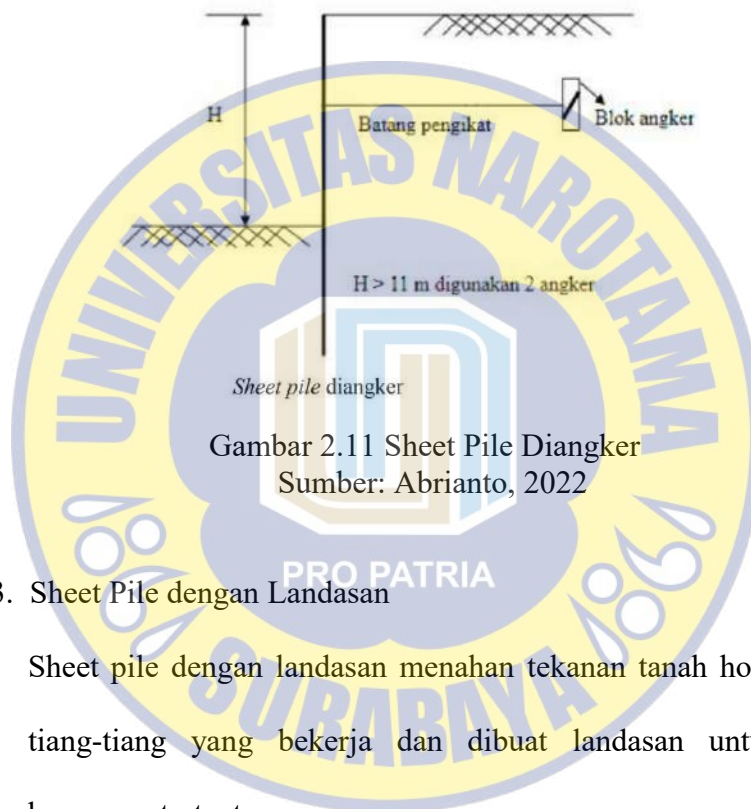 H
Batang pengikat
Blok angker
H > 11 m digunakan 2 angker
Sheet pile diangker
Gambar 2.11 Sheet Pile Diangker
Sumber: Abrianto, 2022
UNIVERSITAS NAROTAMA
PRO PATRIA
SURABAYA
1981 1981
3. Sheet Pile dengan Landasan
Sheet pile dengan landasan menahan tekanan tanah
tiang-tiang yang bekerja dan dibuat landasan